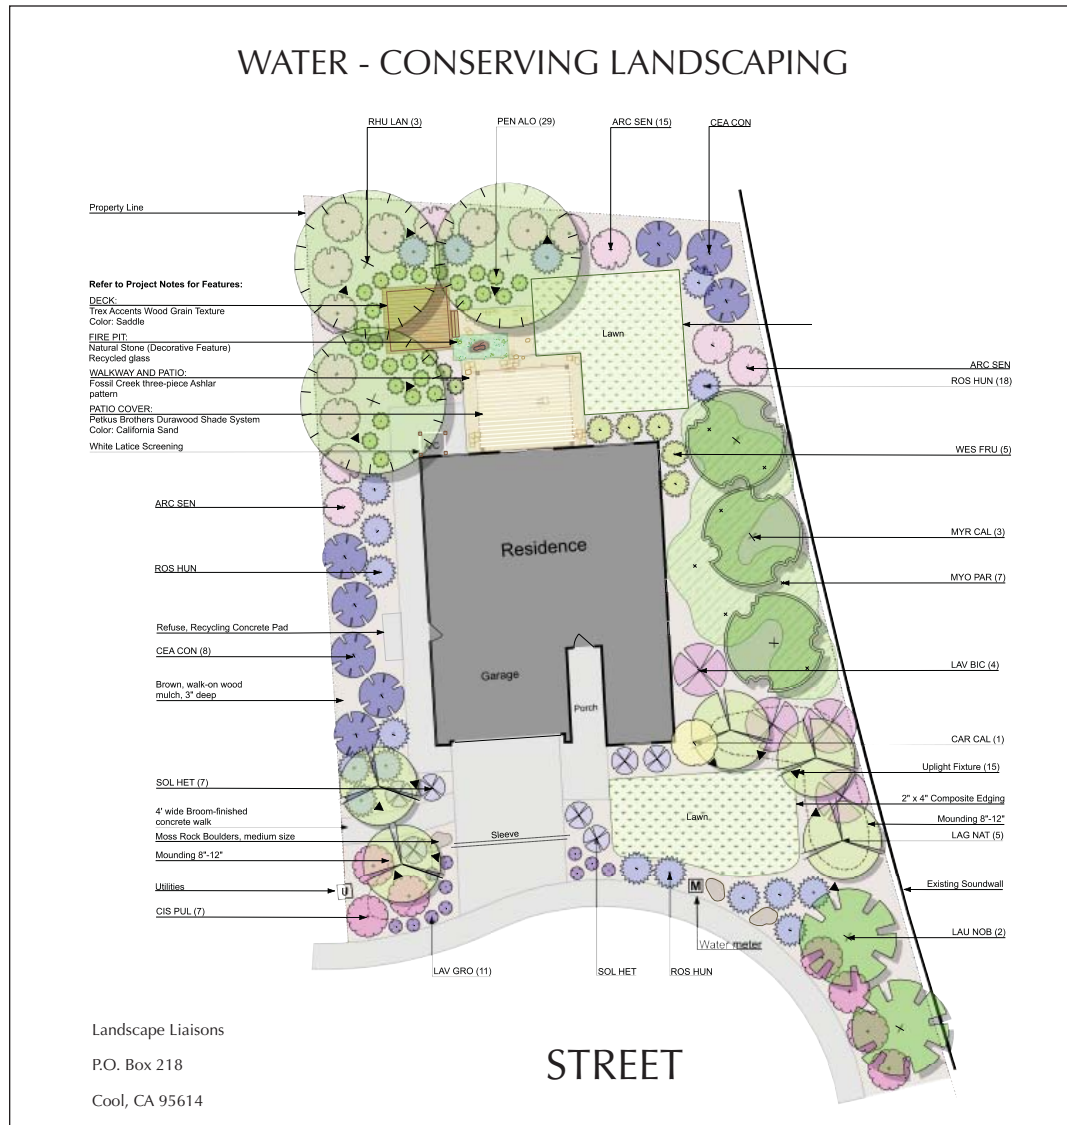 WATER - CONSERVING LANDSCAPING
RHU LAN (3)
PEN ALO (29)
ARC SEN (15)
CEA CON
Property Line
Refer to Project Notes for Features:
DECK:
Trex Accents Wood Grain Texture
Color: Saddle
FIRE PIT:
Natural Stone (Decorative Feature)
Recycled glass
WALKWAY AND PATIO:
Fossil Creek three-piece Ashlar
pattern
PATIO COVER:
Petkus Brothers Durawood Shade System
Color: California Sand
White Latice Screening
ARC SEN
ROS HUN
Refuse, Recycling Concrete Pad
CEA CON (8)
Brown, walk-on wood
mulch, 3" deep
SOL HET (7)
4' wide Broom-finished
concrete walk
Moss Rock Boulders, medium size
Mounding 8"-12"
Utilities
CIS PUL (7)
Lawn
Residence
Garage
Porch
Sleeve
Lawn
U
M
Water meter
ARC SEN
ROS HUN (18)
WES FRU (5)
MYR CAL (3)
MYO PAR (7)
LAV BIC (4)
CAR CAL (1)
Uplight Fixture (15)
2" x 4" Composite Edging
Mounding 8"-12"
LAG NAT (5)
Existing Soundwall
LAU NOB (2)
LAV GRO (11)
SOL HET
ROS HUN
Landscape Liaisons
P.O. Box 218
Cool, CA 95614
STREET